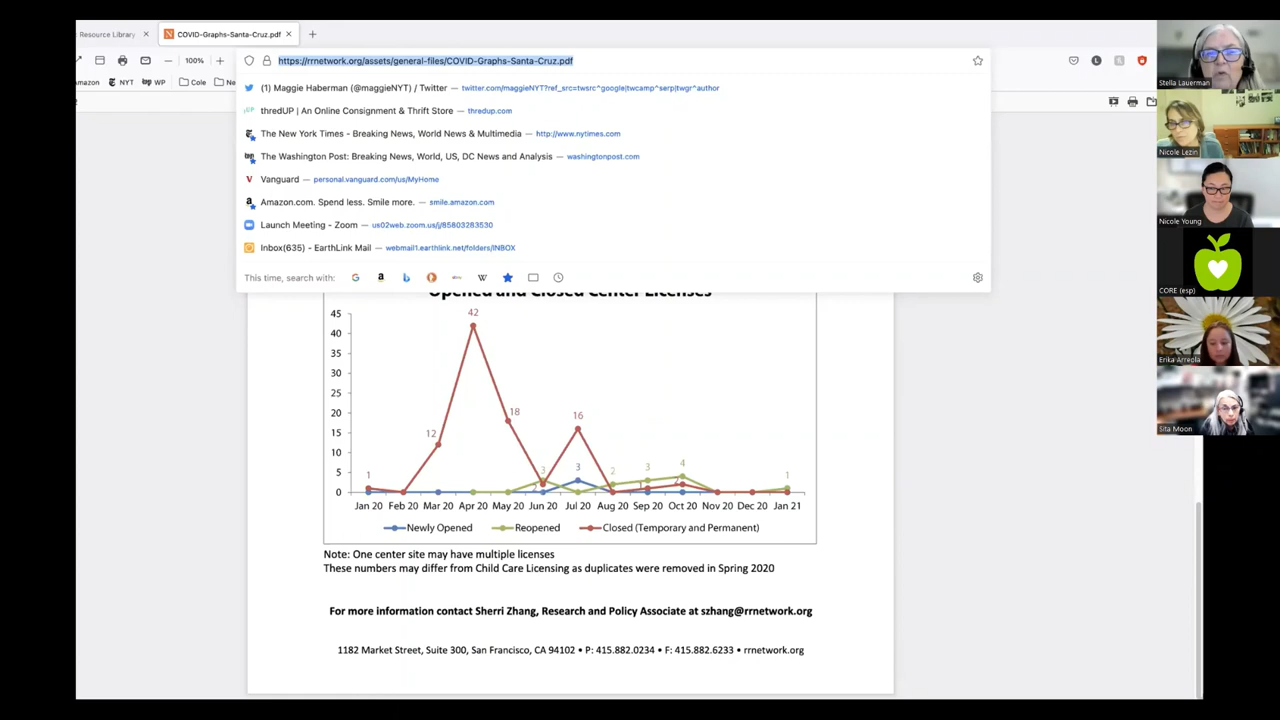 Resource Library
COVID-Graphs-Santa-Cruz.pdf
100%
amazon NYT WP Cole Ne
https://rrnetwork.org/assets/general-files/COVID-Graphs-Santa-Cruz.pdf
(1) Maggie Haberman (@maggieNYT) / Twitter — twitter.com/maggieNYT?ref_src=twsrc^google|twcamp^serp|twgr^author
thredUP | An Online Consignment & Thrift Store — thredup.com
The New York Times - Breaking News, World News & Multimedia — http://www.nytimes.com
The Washington Post: Breaking News, World, US, DC News and Analysis — washingtonpost.com
Vanguard — personal.vanguard.com/us/MyHome
Amazon.com. Spend less. Smile more. — smile.amazon.com
Launch Meeting - Zoom — us02web.zoom.us/j/85803283530
Inbox(635) - EarthLink Mail — webmail1.earthlink.net/folders/INBOX
This time, search with:
Opened and Closed Center Licenses
45
40
35
30
25
20
15
10
5
0
1
12
42
18
3
2
16
3
2
3
1
4
2
1
Jan 20 Feb 20 Mar 20 Apr 20 May 20 Jun 20 Jul 20 Aug 20 Sep 20 Oct 20 Nov 20 Dec 20 Jan 21
Newly Opened Reopened Closed (Temporary and Permanent)
Note: One center site may have multiple licenses
These numbers may differ from Child Care Licensing as duplicates were removed in Spring 2020
For more information contact Sherri Zhang, Research and Policy Associate at szhang@rrnetwork.org
1182 Market Street, Suite 300, San Francisco, CA 94102 • P: 415.882.0234 • F: 415.882.6233 • rrnetwork.org
Stella Lauerman
Nicole Lezin
Nicole Young
CORE (esp)
Erika Arreola
Sita Moon